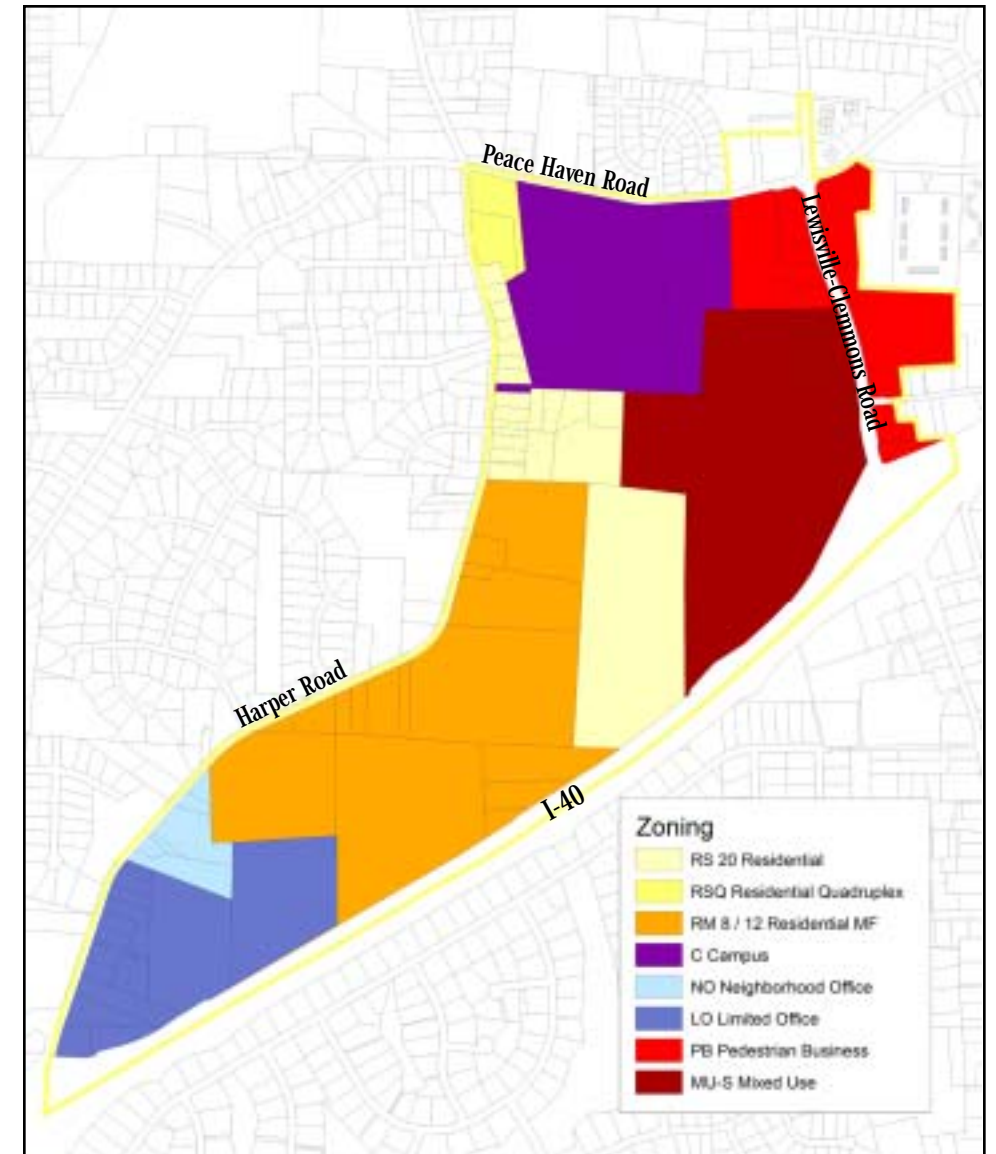 Peace Haven Road
Lewisville-Clemmons Road
Harper Road
I-40
Zoning
RS 20 Residential
RSQ Residential Quadruplex
RM 8 / 12 Residential MF
C Campus
NO Neighborhood Office
LO Limited Office
PB Pedestrian Business
MU-S Mixed Use